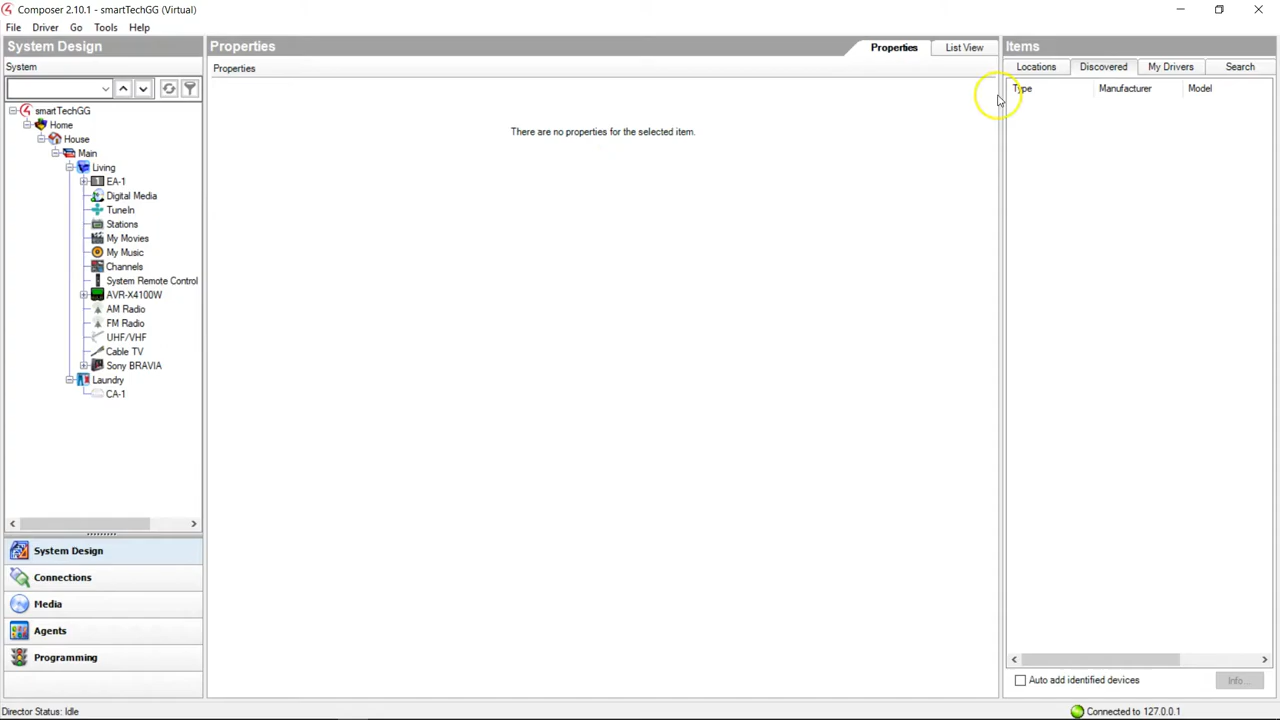 Composer 2.10.1 - smartTechGG (Virtual)
File Driver Go Tools Help
System Design
System
smartTechGG
Home
House
Main
Living
EA-1
Digital Media
TuneIn
Stations
My Movies
My Music
Channels
System Remote Control
AVR-X4100W
AM Radio
FM Radio
UHF/VHF
Cable TV
Sony BRAVIA
Laundry
CA-1
System Design
Connections
Media
Agents
Programming
Properties
Properties List View
Properties
There are no properties for the selected item.
Items
Locations Discovered My Drivers Search
Type Manufacturer Model
Auto add identified devices Info...
Director Status: Idle
Connected to 127.0.0.1